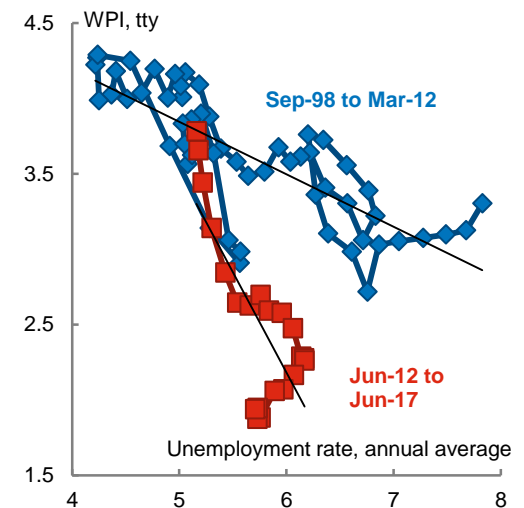 WPI, tty
4.5
3.5
2.5
1.5
Sep-98 to Mar-12
Jun-12 to
Jun-17
Unemployment rate, annual average
4 5 6 7 8